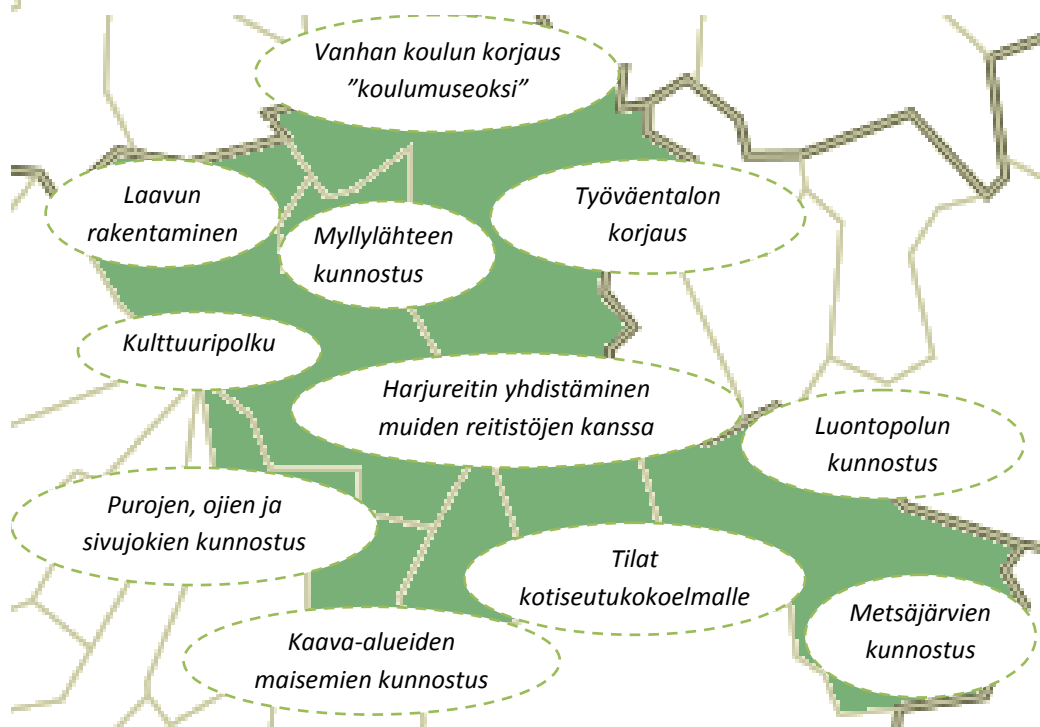 Vanhan koulun korjaus
”koulumuseoksi”
Laavun
rakentaminen
Työväentalon
korjaus
Myllylähteen
kunnostus
Kulttuuripolku
Harjureitin yhdistäminen
muiden reitistöjen kanssa
Luontopolun
kunnostus
Purojen, ojien ja
sivujokien kunnostus
Tilat
kotiseutukokoelmalle
Metsäjärvien
kunnostus
Kaava-alueiden
maisemien kunnostus